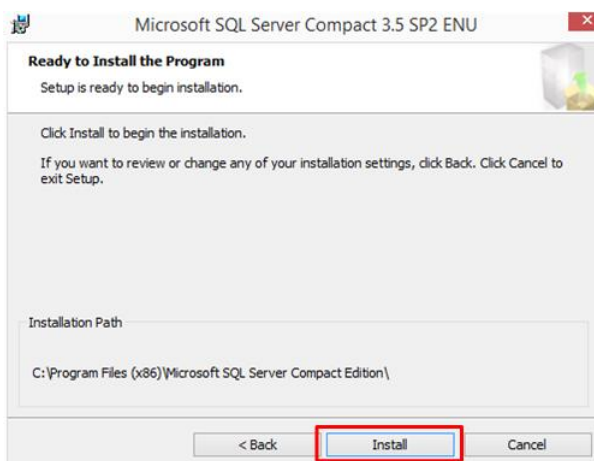 Microsoft SQL Server Compact 3.5 SP2 ENU
Ready to Install the Program
Setup is ready to begin installation.
Click Install to begin the installation.
If you want to review or change any of your installation settings, click Back. Click Cancel to
exit Setup.
Installation Path
C:\Program Files (x86)\Microsoft SQL Server Compact Edition\
< Back Install Cancel